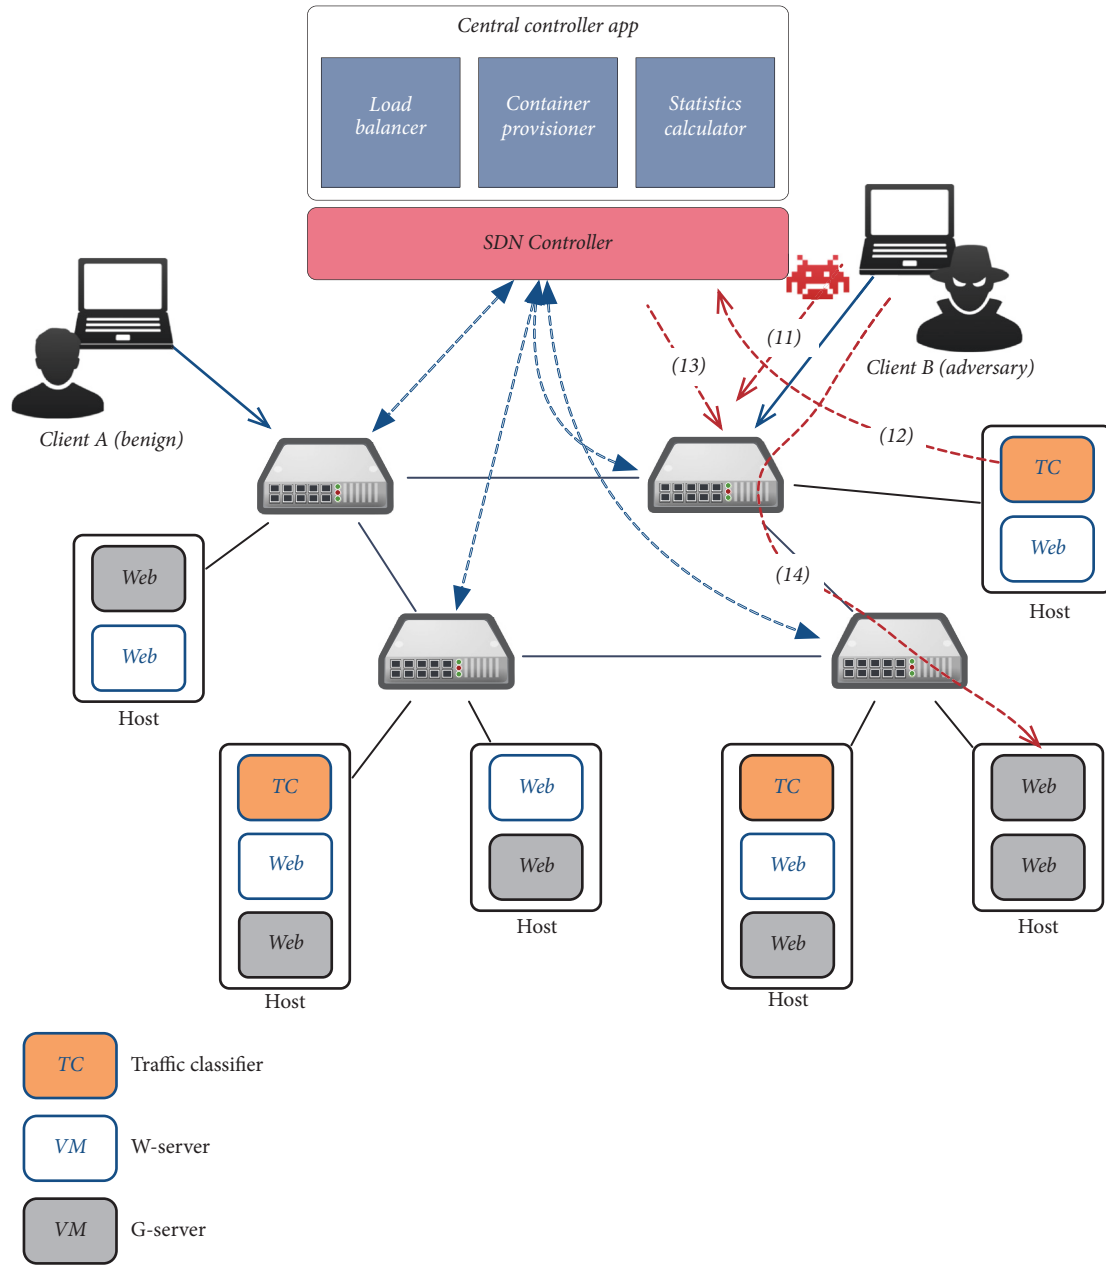 Central controller app
Load
balancer
Container
provisioner
Statistics
calculator
SDN Controller
Client A (benign)
Client B (adversary)
(11)
(13)
(12)
(14)
TC
Web
Host
Web
Web
Host
TC
Web
Web
Host
Web
Web
Host
TC
Web
Web
Host
Web
Web
Host
TC Traffic classifier
VM W-server
VM G-server